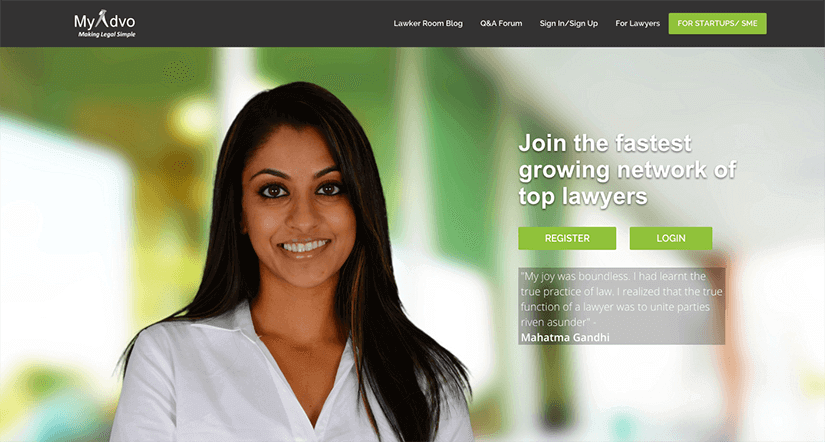 MyAdvo
Making Legal Simple
Lawker Room Blog
Q&A Forum
Sign In/Sign Up
For Lawyers
FOR STARTUPS/ SME
Join the fastest
growing network of
top lawyers
REGISTER
LOGIN
"My joy was boundless. I had learnt the
true practice of law. I realized that the true
function of a lawyer was to unite parties
riven asunder" -
Mahatma Gandhi